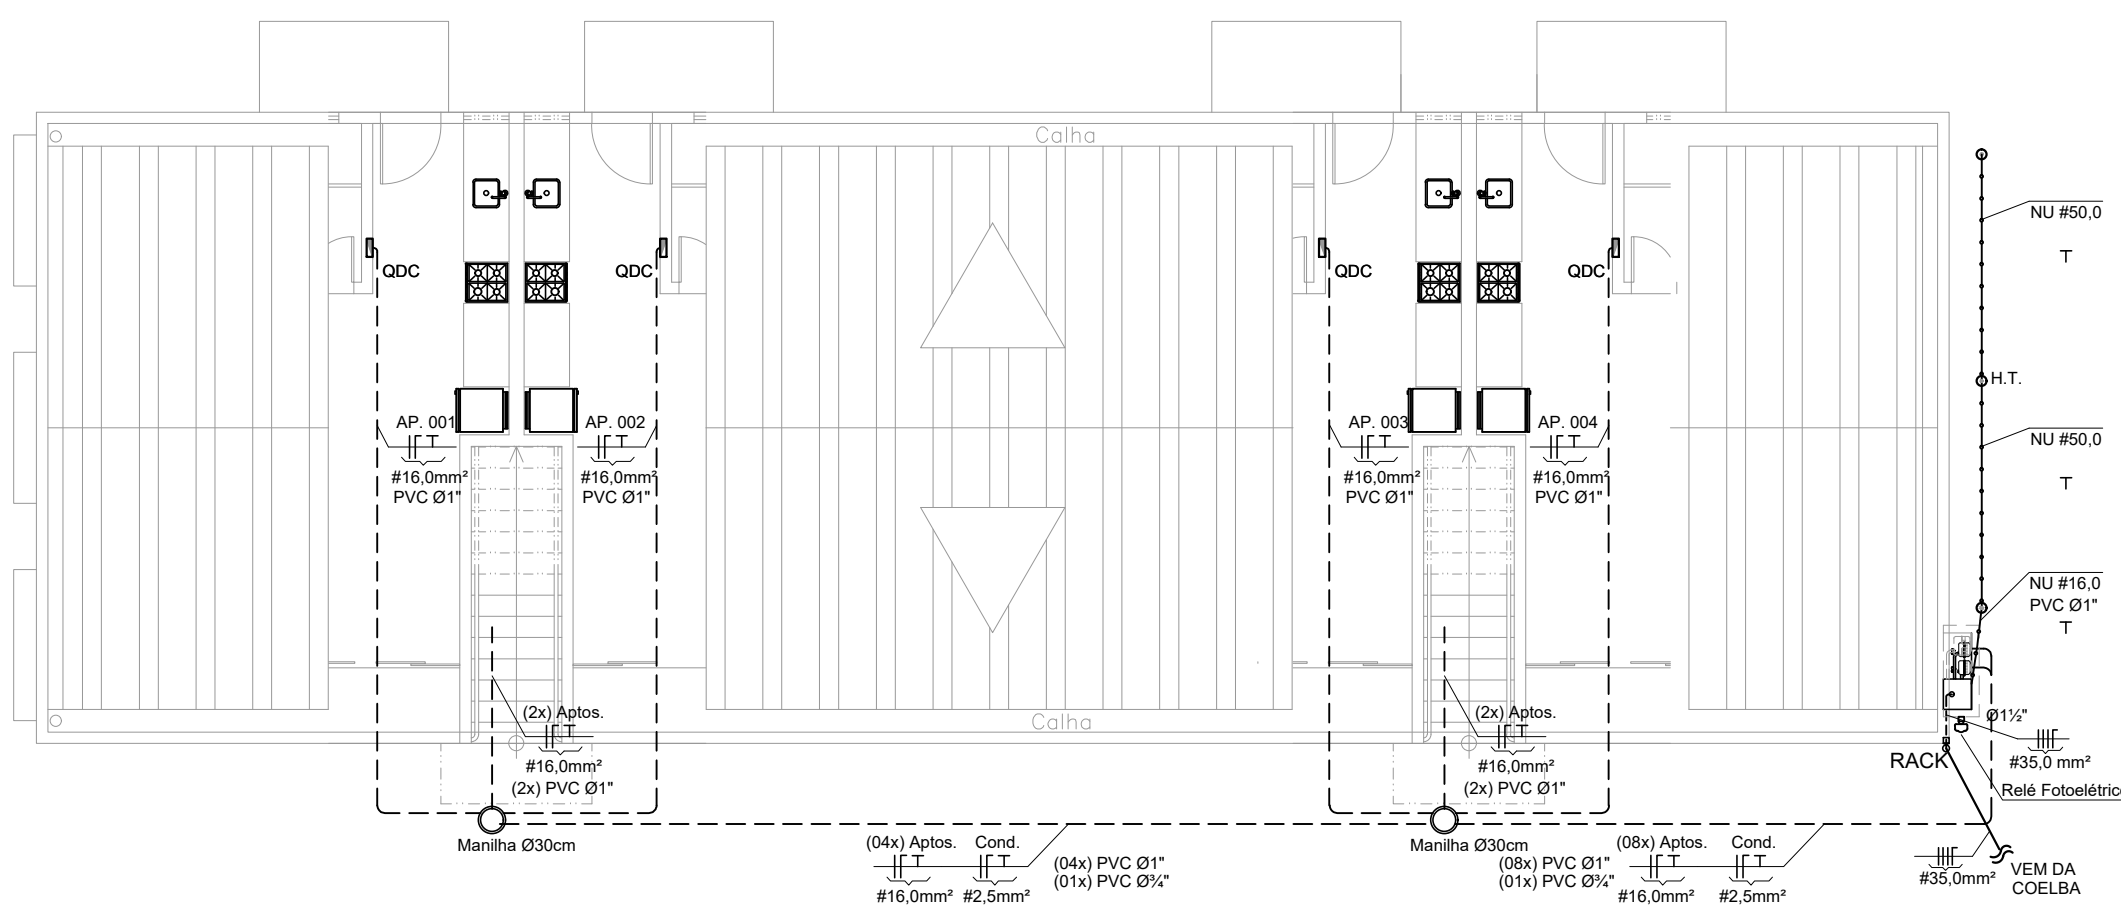 Calha
NU #50,0
T
QDC
QDC
QDC
QDC
H.T.
AP. 001
#16,0mm²
PVC Ø1"
AP. 002
#16,0mm²
PVC Ø1"
AP. 003
#16,0mm²
PVC Ø1"
AP. 004
#16,0mm²
PVC Ø1"
NU #50,0
T
NU #16,0
PVC Ø1"
T
Calha
(2x) Aptos.
#16,0mm²
(2x) PVC Ø1"
(2x) Aptos.
#16,0mm²
(2x) PVC Ø1"
Ø1½"
#35,0 mm²
RACK
Relé Fotoelétrico
Manilha Ø30cm
(04x) Aptos.
#16,0mm²
Cond.
#2,5mm²
(04x) PVC Ø1"
(01x) PVC Ø¾"
Manilha Ø30cm
(08x) PVC Ø1"
(01x) PVC Ø¾"
(08x) Aptos.
#16,0mm²
Cond.
#2,5mm²
#35,0mm²
VEM DA
COELBA